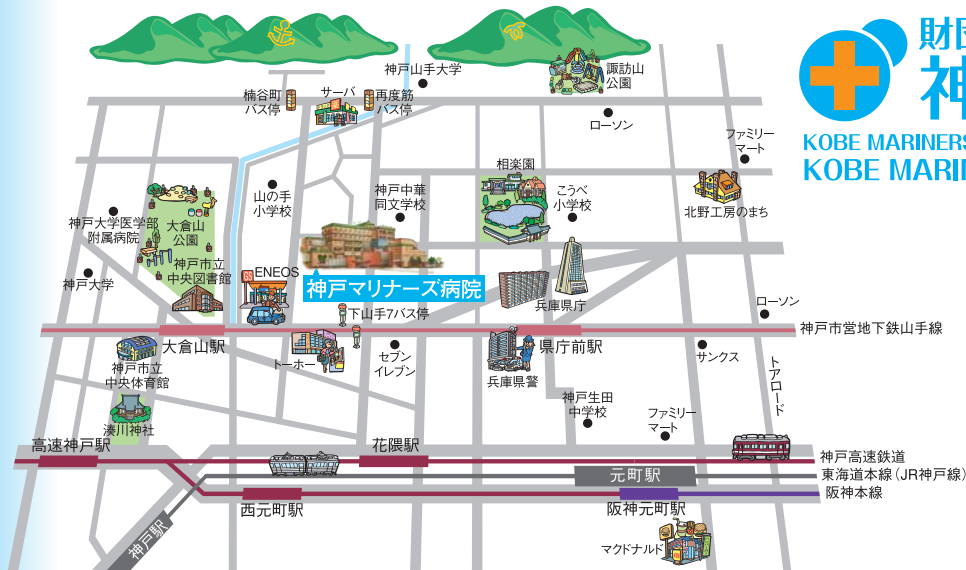 財団
神
KOBE MARINERS
KOBE MARIN
神戸山手大学
諏訪山
公園
楠谷町
バス停
サーバ
再度筋
バス停
ローソン
ファミリー
マート
相楽園
山の手
小学校
神戸中華
同文学校
こうべ
小学校
北野工房のまち
神戸大学医学部
附属病院
大倉山
公園
神戸市立
中央図書館
神戸大学
SS
ENEOS
神戸マリナーズ病院
兵庫県庁
下山手7バス停
ローソン
神戸市営地下鉄山手線
大倉山駅
県庁前駅
トーホー
セブン
イレブン
兵庫県警
サンクス
トアロード
神戸市立
中央体育館
神戸生田
中学校
ファミリー
マート
湊川神社
高速神戸駅
花隈駅
神戸高速鉄道
元町駅
東海道本線(JR神戸線)
阪神本線
西元町駅
阪神元町駅
神戸駅
マクドナルド